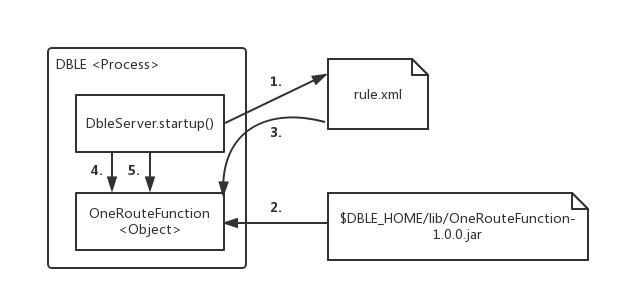 DBLE <Process>
1.
rule.xml
DbleServer.startup()
3.
4.
5.
OneRouteFunction
<Object>
2.
$DBLE_HOME/lib/OneRouteFunction-
1.0.0.jar